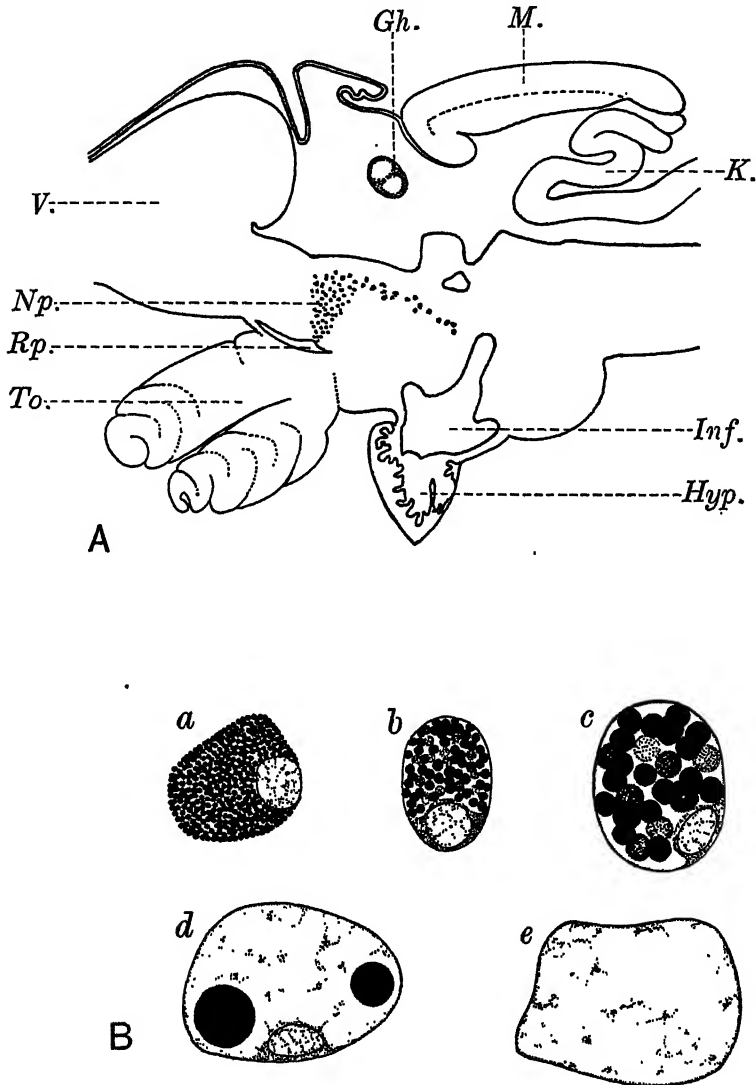 Gh. M.
V. K.
Np.
Rp.
To. Inf.
Hyp.
A
a b c
d e
B